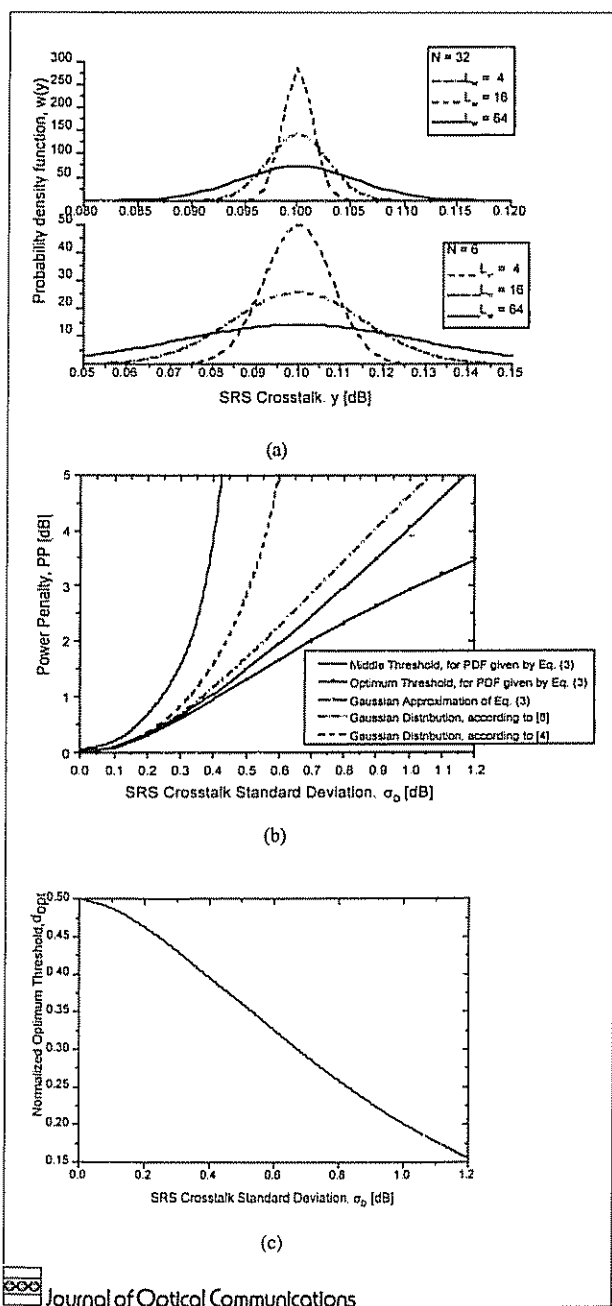 300
250
200
150
100
50
N = 32
L_w = 4
L_w = 16
L_w = 64
0.080 0.085 0.090 0.095 0.100 0.105 0.110 0.115 0.120
Probability density function, w(y)
50
40
30
20
10
N = 6
L_w = 4
L_w = 16
L_w = 64
0.05 0.06 0.07 0.08 0.09 0.10 0.11 0.12 0.13 0.14 0.15
SRS Crosstalk, y [dB]
(a)
Power Penalty, PP [dB]
5
4
3
2
1
0
Middle Threshold, for PDF given by Eq. (3)
Optimum Threshold, for PDF given by Eq. (3)
Gaussian Approximation of Eq. (3)
Gaussian Distribution, according to [8]
Gaussian Distribution, according to [4]
0.0 0.1 0.2 0.3 0.4 0.5 0.6 0.7 0.8 0.9 1.0 1.1 1.2
SRS Crosstalk Standard Deviation, σ_D [dB]
(b)
Normalized Optimum Threshold, d_opt
0.50
0.45
0.40
0.35
0.30
0.25
0.20
0.15
0.0 0.2 0.4 0.6 0.8 1.0 1.2
SRS Crosstalk Standard Deviation, σ_D [dB]
(c)
Journal of Optical Communications